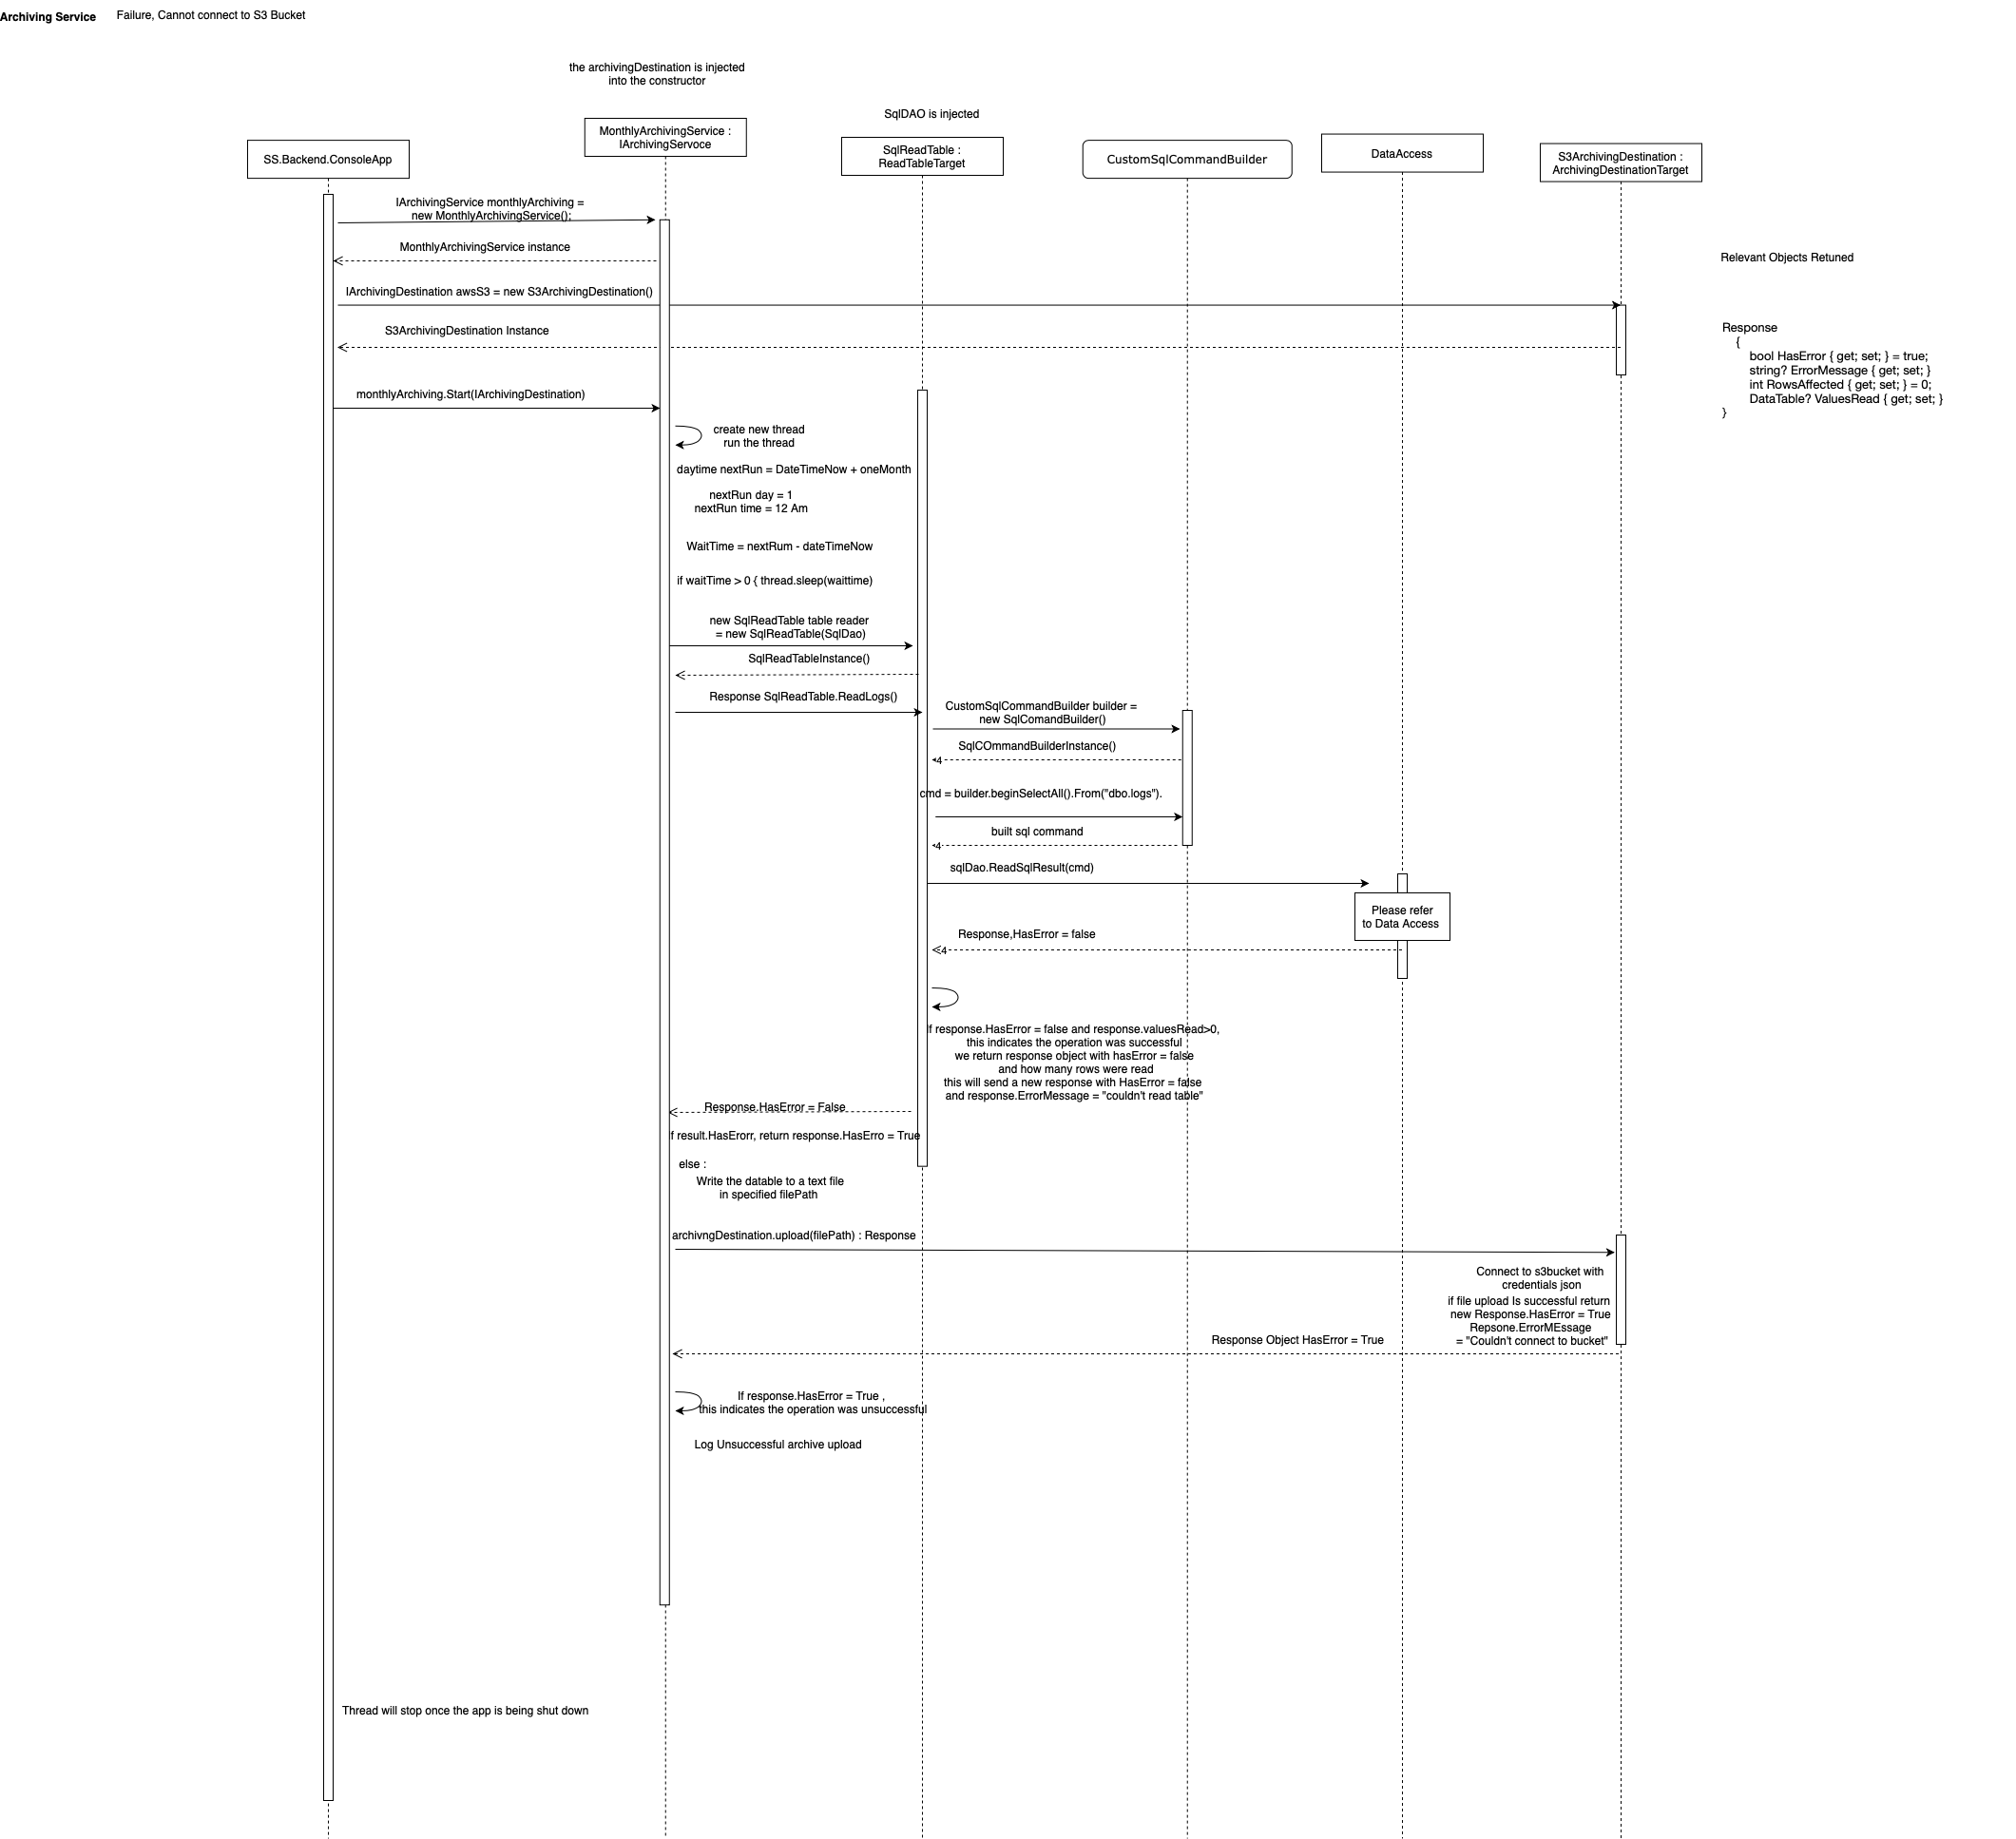 Archiving Service
Failure, Cannot connect to S3 Bucket
the archivingDestination is injected
into the constructor
SqlDAO is injected
SS.Backend.ConsoleApp
MonthlyArchivingService :
IArchivingServoce
SqlReadTable :
ReadTableTarget
CustomSqlCommandBuilder
DataAccess
S3ArchivingDestination :
ArchivingDestinationTarget
IArchivingService monthlyArchiving =
new MonthlyArchivingService();
MonthlyArchivingService instance
Relevant Objects Retuned
IArchivingDestination awsS3 = new S3ArchivingDestination()
S3ArchivingDestination Instance
Response
{
bool HasError { get; set; } = true;
string? ErrorMessage { get; set; }
int RowsAffected { get; set; } = 0;
DataTable? ValuesRead { get; set; }
}
monthlyArchiving.Start(IArchivingDestination)
create new thread
run the thread
daytime nextRun = DateTimeNow + oneMonth
nextRun day = 1
nextRun time = 12 Am
WaitTime = nextRum - dateTimeNow
if waitTime > 0 { thread.sleep(waittime)
new SqlReadTable table reader
= new SqlReadTable(SqlDao)
SqlReadTableInstance()
Response SqlReadTable.ReadLogs()
CustomSqlCommandBuilder builder =
new SqlComandBuilder()
SqlCOmmandBuilderInstance()
4
cmd = builder.beginSelectAll().From("dbo.logs").
built sql command
4
sqlDao.ReadSqlResult(cmd)
Please refer
to Data Access
Response,HasError = false
4
If response.HasError = false and response.valuesRead>0,
this indicates the operation was successful
we return response object with hasError = false
and how many rows were read
this will send a new response with HasError = false
and response.ErrorMessage = "couldn't read table"
Response.HasError = False
If result.HasErorr, return response.HasErro = True
else :
Write the datable to a text file
in specified filePath
archivngDestination.upload(filePath) : Response
Connect to s3bucket with
credentials json
if file upload Is successful return
new Response.HasError = True
Repsone.ErrorMEssage
= "Couldn't connect to bucket"
Response Object HasError = True
If response.HasError = True ,
this indicates the operation was unsuccessful
Log Unsuccessful archive upload
Thread will stop once the app is being shut down